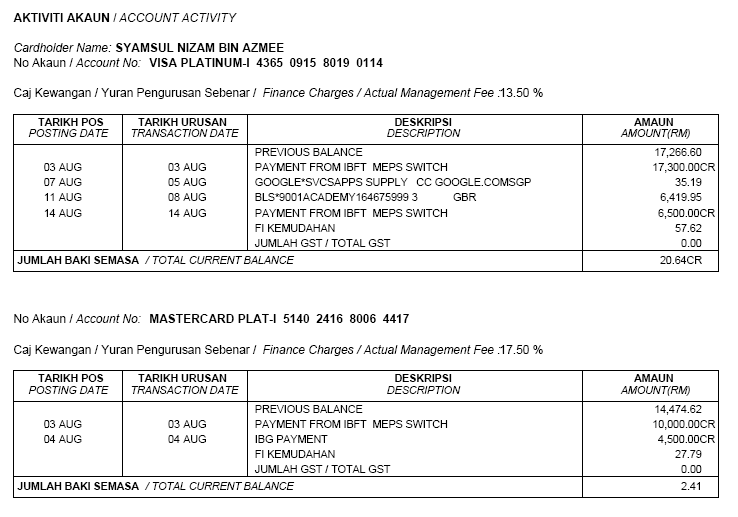 AKTIVITI AKAUN / ACCOUNT ACTIVITY
Cardholder Name: SYAMSUL NIZAM BIN AZMEE
No Akaun / Account No: VISA PLATINUM-I 4365 0915 8019 0114
Caj Kewangan / Yuran Pengurusan Sebenar / Finance Charges / Actual Management Fee :13.50 %
TARIKH POS TARIKH URUSAN DESKRIPSI AMAUN
POSTING DATE TRANSACTION DATE DESCRIPTION AMOUNT(RM)
PREVIOUS BALANCE 17,266.60
03 AUG 03 AUG PAYMENT FROM IBFT MEPS SWITCH 17,300.00CR
07 AUG 05 AUG GOOGLE*SVCSAPPS SUPPLY CC GOOGLE.COMSGP 35.19
11 AUG 08 AUG BLS*9001ACADEMY164675999 3 GBR 6,419.95
14 AUG 14 AUG PAYMENT FROM IBFT MEPS SWITCH 6,500.00CR
FI KEMUDAHAN 57.62
JUMLAH GST / TOTAL GST 0.00
JUMLAH BAKI SEMASA / TOTAL CURRENT BALANCE 20.64CR
No Akaun / Account No: MASTERCARD PLAT-I 5140 2416 8006 4417
Caj Kewangan / Yuran Pengurusan Sebenar / Finance Charges / Actual Management Fee :17.50 %
TARIKH POS TARIKH URUSAN DESKRIPSI AMAUN
POSTING DATE TRANSACTION DATE DESCRIPTION AMOUNT(RM)
PREVIOUS BALANCE 14,474.62
03 AUG 03 AUG PAYMENT FROM IBFT MEPS SWITCH 10,000.00CR
04 AUG 04 AUG IBG PAYMENT 4,500.00CR
FI KEMUDAHAN 27.79
JUMLAH GST / TOTAL GST 0.00
JUMLAH BAKI SEMASA / TOTAL CURRENT BALANCE 2.41